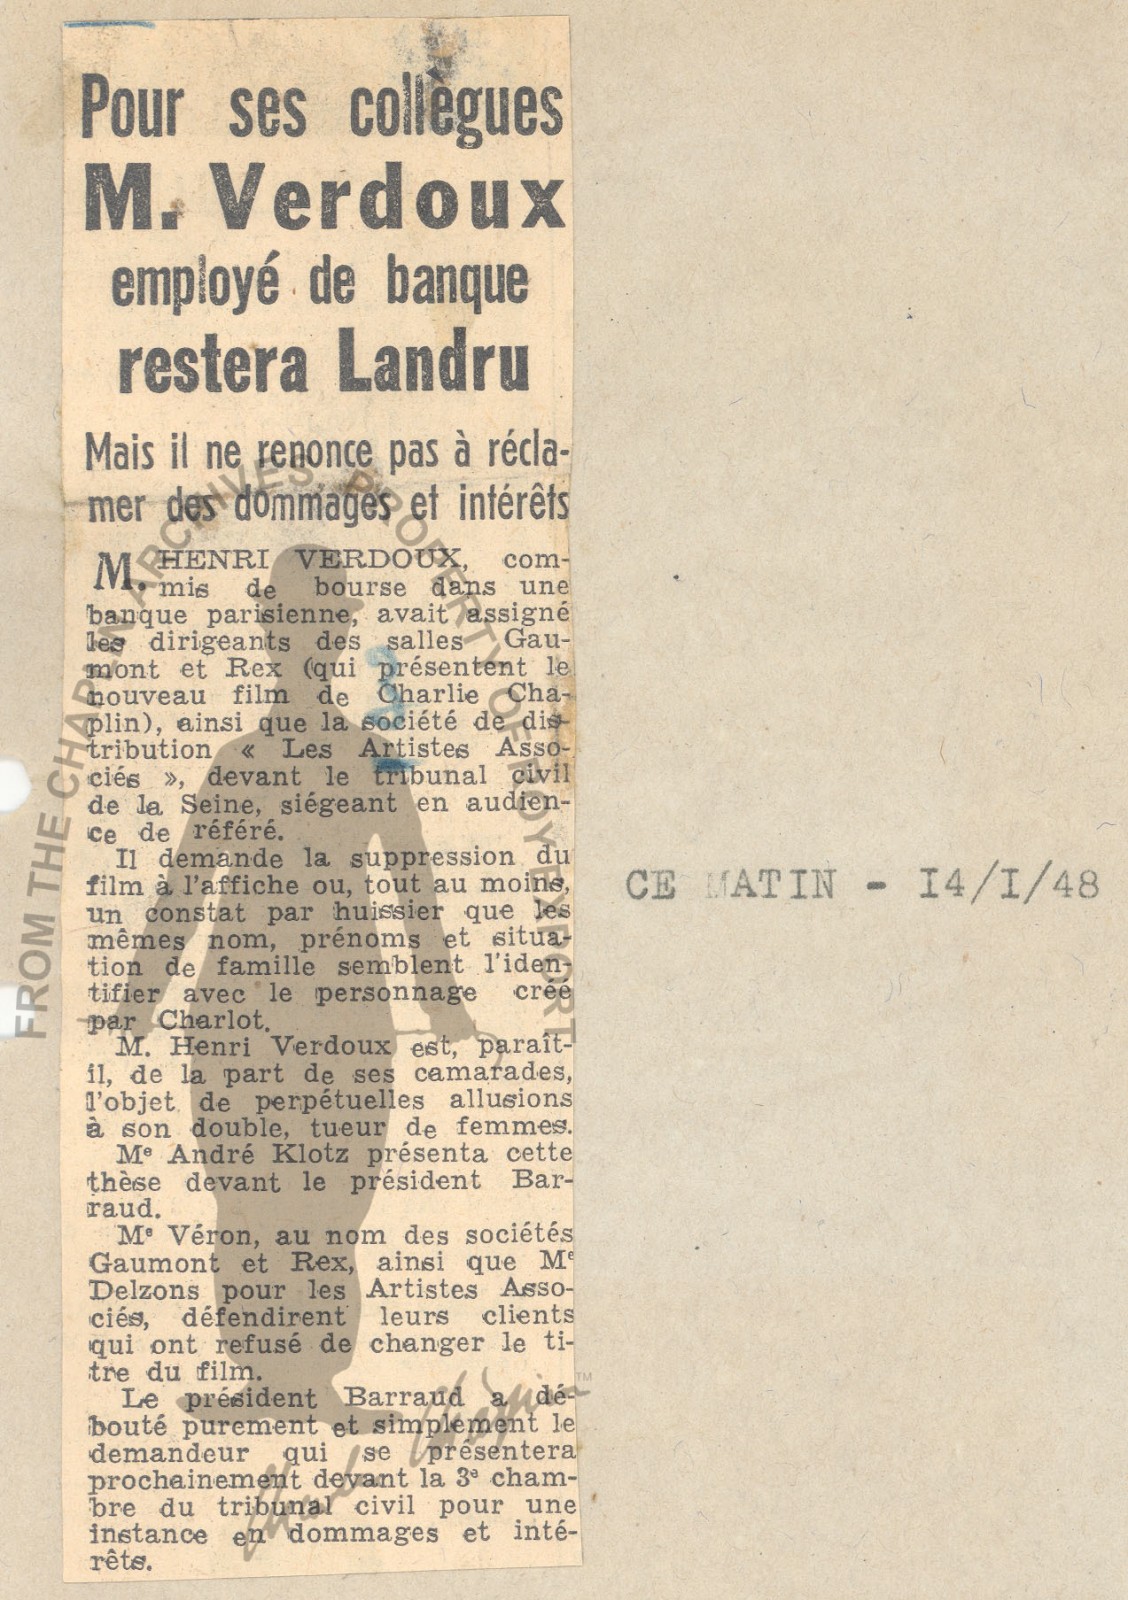 Pour ses collègues
M. Verdoux
employé de banque
restera Landru
Mais il ne renonce pas à récla-
mer des dommages et intérêts
M. HENRI VERDOUX, com-
mis de bourse dans une
banque parisienne, avait assigné
les dirigeants des salles Gau-
mont et Rex (qui présentent le
nouveau film de Charlie Cha-
plin), ainsi que la société de dis-
tribution « Les Artistes Asso-
ciés », devant le tribunal civil
de la Seine, siégeant en audien-
ce de référé.
Il demande la suppression du
film à l'affiche ou, tout au moins,
un constat par huissier que les
mêmes nom, prénoms et situa-
tion de famille semblent l'iden-
tifier avec le personnage créé
par Charlot.
M. Henri Verdoux est, paraît-
il, de la part de ses camarades,
l'objet de perpétuelles allusions
à son double, tueur de femmes.
Me André Klotz présenta cette
thèse devant le président Bar-
raud.
Me Véron, au nom des sociétés
Gaumont et Rex, ainsi que Me
Delzons pour les Artistes Asso-
ciés, défendirent leurs clients
qui ont refusé de changer le ti-
tre du film.
Le président Barraud a dé-
bouté purement et simplement le
demandeur qui se présentera
prochainement devant la 3e cham-
bre du tribunal civil pour une
instance en dommages et inté-
rêts.
CE MATIN - I4/I/48
FROM THE CHAPLIN ARCHIVES. PROPERTY OF ROY EXPORT
Charlie Chaplin TM